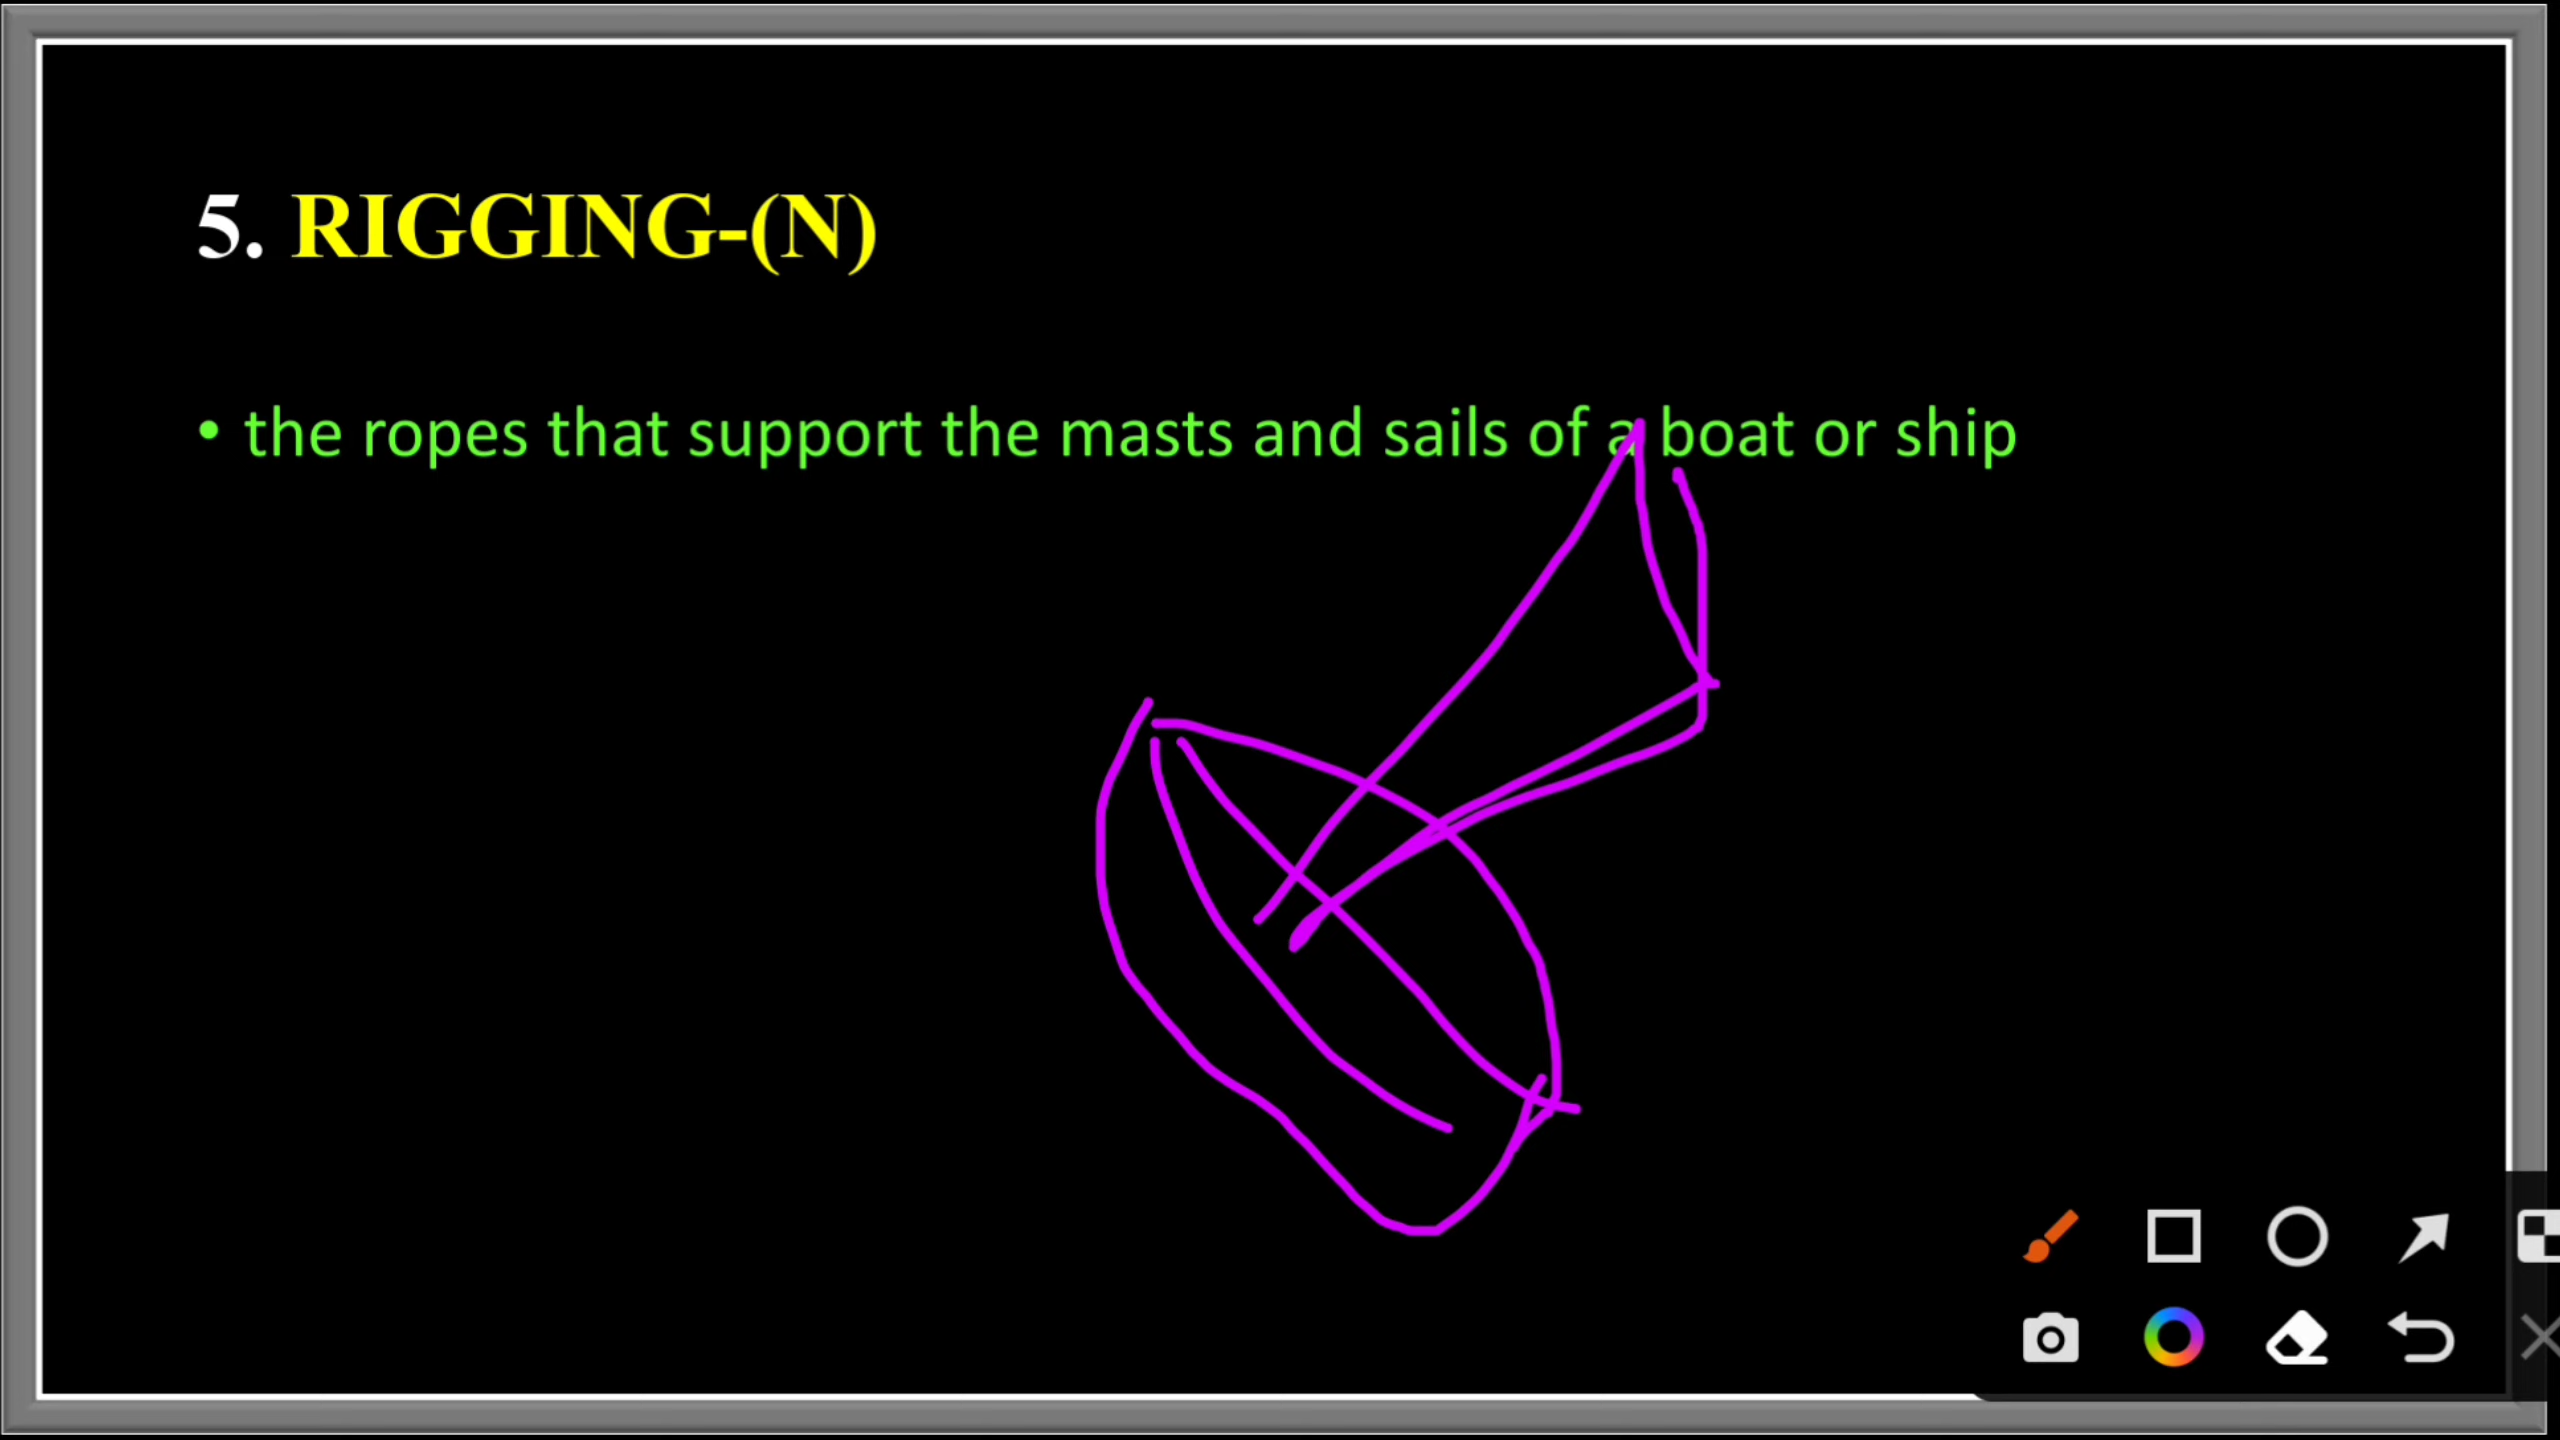 5. RIGGING-(N)
• the ropes that support the masts and sails of a boat or ship